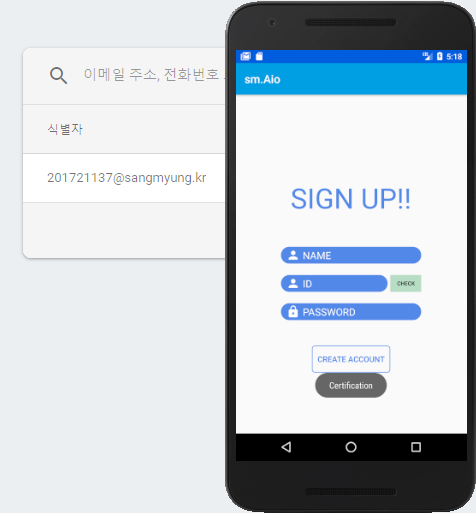 이메일 주소, 전화번호
식별자
201721137@sangmyung.kr
5:18
sm.Aio
SIGN UP!!
NAME
ID
CHECK
PASSWORD
CREATE ACCOUNT
Certification